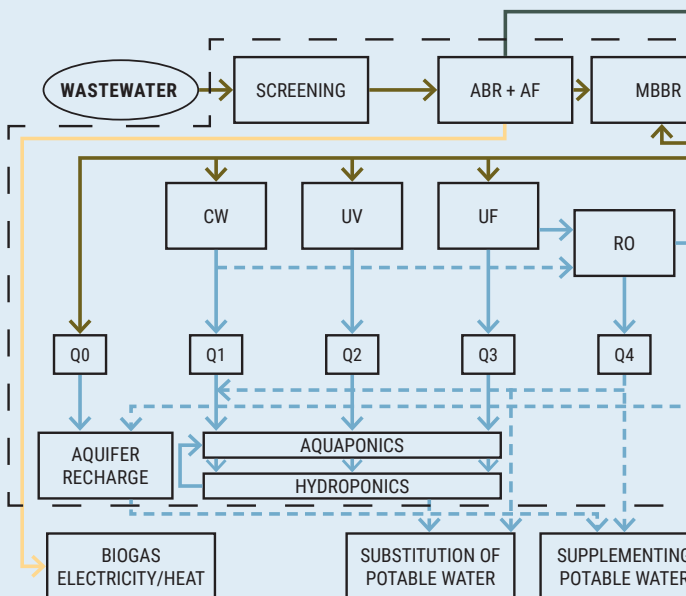 WASTEWATER
SCREENING
ABR + AF
MBBR
CW
UV
UF
RO
Q0
Q1
Q2
Q3
Q4
AQUIFER
RECHARGE
AQUAPONICS
HYDROPONICS
BIOGAS
ELECTRICITY/HEAT
SUBSTITUTION OF
POTABLE WATER
SUPPLEMENTING
POTABLE WATER